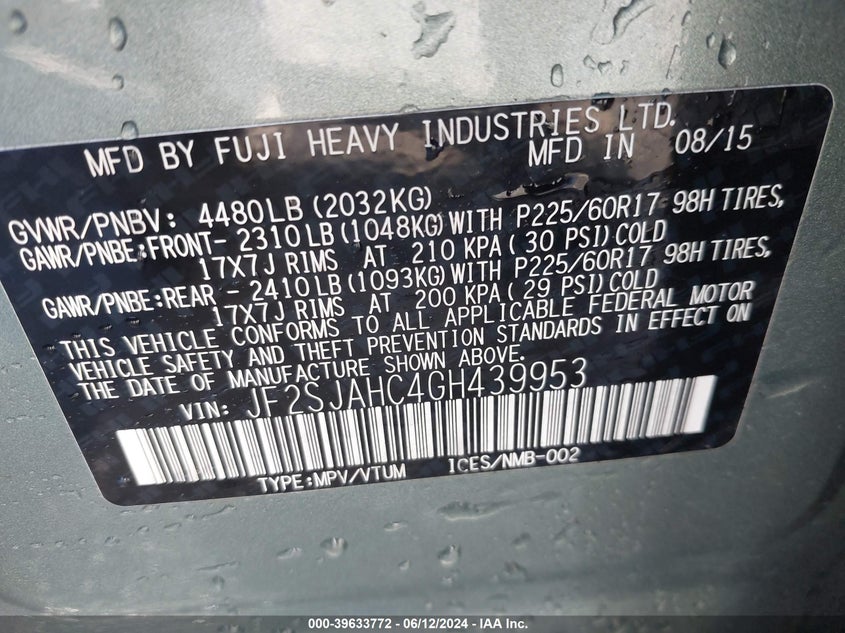 MFD BY FUJI HEAVY INDUSTRIES LTD.
MFD IN 08/15
GVWR/PNBV: 4480LB (2032KG)
GAWR/PNBE:FRONT- 2310LB (1048KG) WITH P225/60R17 98H TIRES,
17X7J RIMS AT 210 KPA (30 PSI) COLD
GAWR/PNBE:REAR - 2410LB (1093KG) WITH P225/60R17 98H TIRES,
17X7J RIMS AT 200 KPA (29 PSI) COLD
THIS VEHICLE CONFORMS TO ALL APPLICABLE FEDERAL MOTOR
VEHICLE SAFETY AND THEFT PREVENTION STANDARDS IN EFFECT ON
THE DATE OF MANUFACTURE SHOWN ABOVE.
VIN: JF2SJAHC4GH439953
TYPE:MPV/VTUM ICES/NMB-002
000-39633772 - 06/12/2024 - IAA Inc.